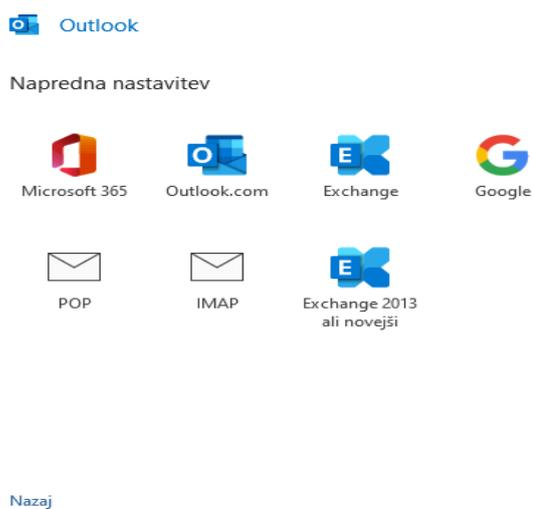 Outlook
Napredna nastavitev
Microsoft 365
Outlook.com
Exchange
Google
POP
IMAP
Exchange 2013
ali novejši
Nazaj